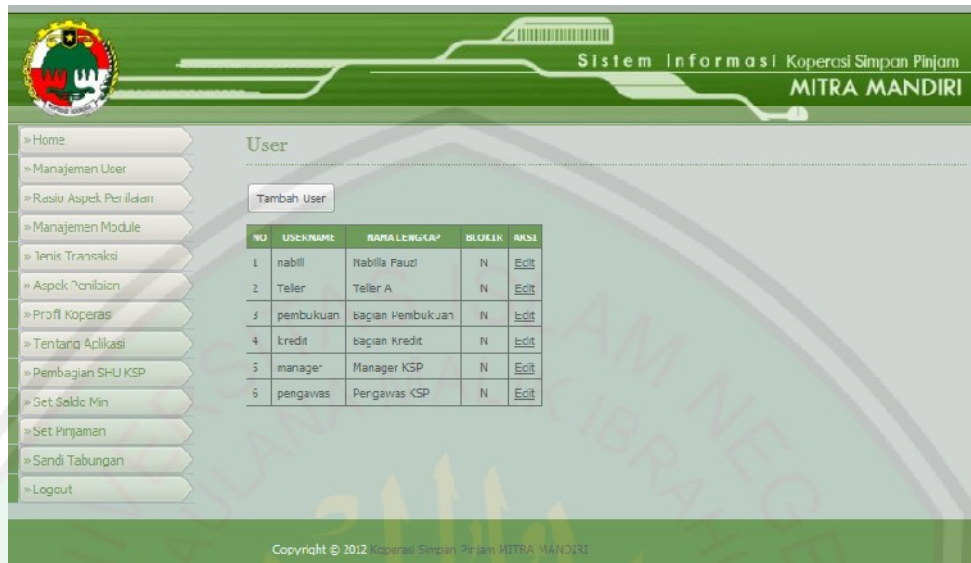 Sistem Informasi Koperasi Simpan Pinjam
MITRA MANDIRI
» Home
» Manajemen User
» Rasio Aspek Penilaian
» Manajemen Module
» Jenis Transaksi
» Aspek Penilaian
» Profil Koperasi
» Tentang Aplikasi
» Pembagian SHU KSP
» Set Saldo Min
» Set Pinjaman
» Sandi Tabungan
» Logout
User
Tambah User
NO USERNAME NAMA LENGKAP BLOKIR AKSI
1 nabill Nabilla Fauzi N Edit
2 Teller Teller A N Edit
3 pembukuan Bagian Pembukuan N Edit
4 kredit Bagian Kredit N Edit
5 manager Manager KSP N Edit
6 pengawas Pengawas KSP N Edit
Copyright © 2012 Koperasi Simpan Pinjam MITRA MANDIRI